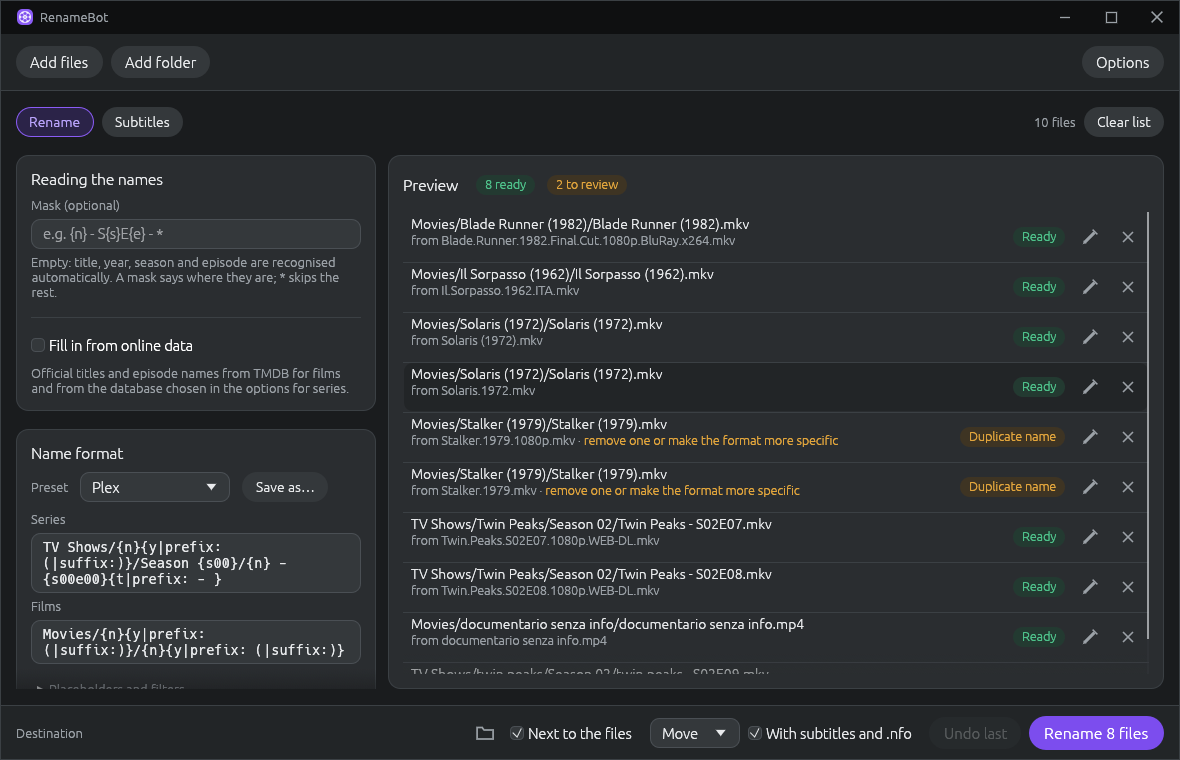 RenameBot
Add files
Add folder
Options
Rename
Subtitles
10 files
Clear list
Reading the names
Mask (optional)
e.g. {n} - S{s}E{e} - *
Empty: title, year, season and episode are recognised
automatically. A mask says where they are; * skips the
rest.
Fill in from online data
Official titles and episode names from TMDB for films
and from the database chosen in the options for series.
Name format
Preset
Plex
Save as…
Series
TV Shows/{n}{y|prefix:
(|suffix:)}/Season {s00}/{n} -
{s00e00}{t|prefix: - }
Films
Movies/{n}{y|prefix:
(|suffix:)}/{n}{y|prefix: (|suffix:)}
Placeholders and filters
Preview
8 ready
2 to review
Movies/Blade Runner (1982)/Blade Runner (1982).mkv
from Blade.Runner.1982.Final.Cut.1080p.BluRay.x264.mkv
Ready
Movies/Il Sorpasso (1962)/Il Sorpasso (1962).mkv
from Il.Sorpasso.1962.ITA.mkv
Ready
Movies/Solaris (1972)/Solaris (1972).mkv
from Solaris (1972).mkv
Ready
Movies/Solaris (1972)/Solaris (1972).mkv
from Solaris.1972.mkv
Ready
Movies/Stalker (1979)/Stalker (1979).mkv
from Stalker.1979.1080p.mkv · remove one or make the format more specific
Duplicate name
Movies/Stalker (1979)/Stalker (1979).mkv
from Stalker.1979.mkv · remove one or make the format more specific
Duplicate name
TV Shows/Twin Peaks/Season 02/Twin Peaks - S02E07.mkv
from Twin.Peaks.S02E07.1080p.WEB-DL.mkv
Ready
TV Shows/Twin Peaks/Season 02/Twin Peaks - S02E08.mkv
from Twin.Peaks.S02E08.1080p.WEB-DL.mkv
Ready
Movies/documentario senza info/documentario senza info.mp4
from documentario senza info.mp4
Ready
TV Shows/twin peaks/Season 02/twin peaks - S02E09.mkv
Destination
Next to the files
Move
With subtitles and .nfo
Undo last
Rename 8 files